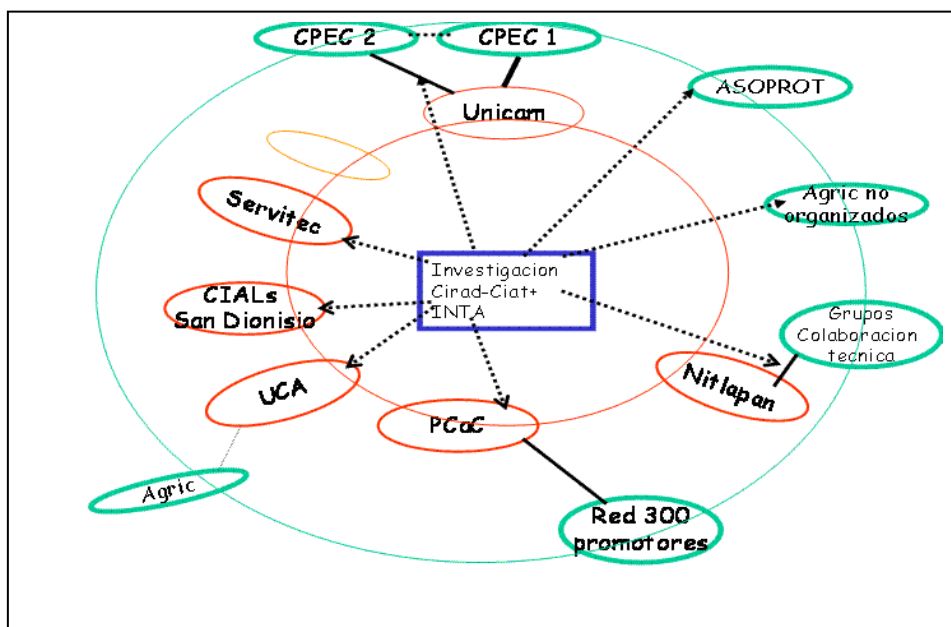 CPEC 2
CPEC 1
ASOPROT
Unicam
Servitec
Agric no
organizados
Investigacion
Cirad-Ciat+
INTA
CIALs
San Dionisio
Grupos
Colaboracion
tecnica
UCA
Nitlapan
PCaC
Agric
Red 300
promotores